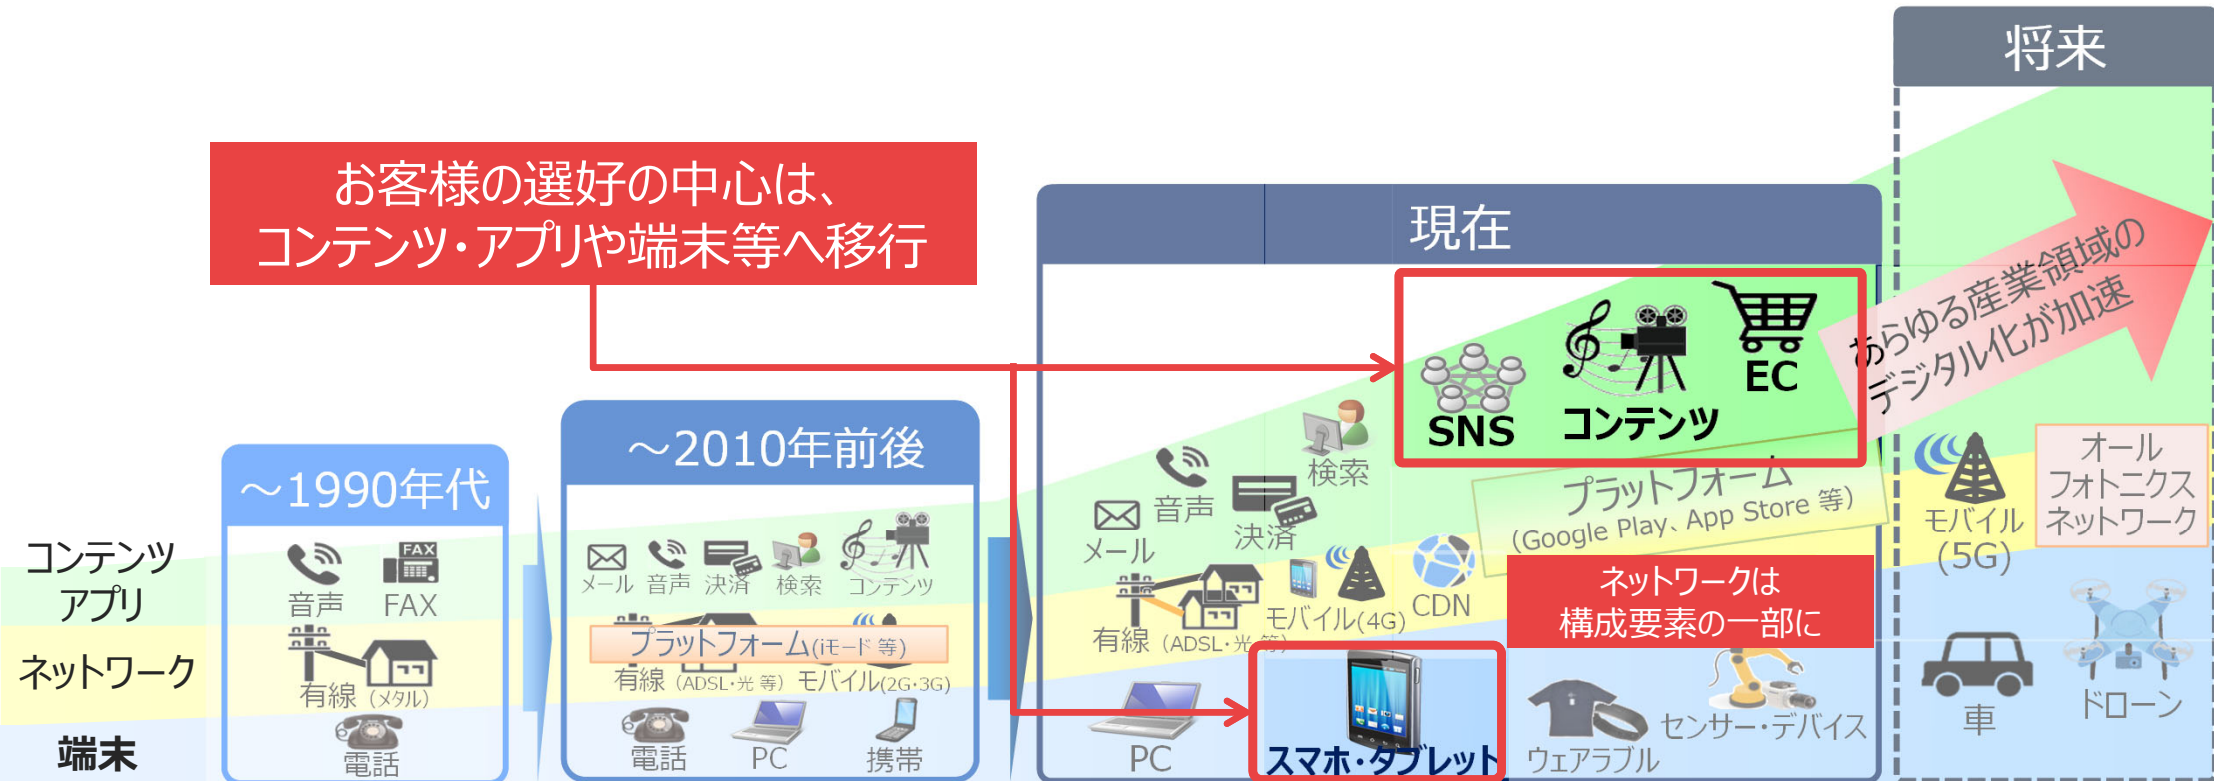 将来
お客様の選好の中心は、
コンテンツ・アプリや端末等へ移行
現在
あらゆる産業領域の
デジタル化が加速
EC
SNS
コンテンツ
～1990年代
～2010年前後
検索
音声
メール
決済
プラットフォーム
(Google Play、App Store 等)
モバイル
(5G)
オール
フォトニクス
ネットワーク
コンテンツ
アプリ
FAX
音声
FAX
メール
音声
決済
検索
コンテンツ
有線（ADSL・光 等）
モバイル(4G)
CDN
ネットワークは
構成要素の一部に
ネットワーク
有線（メタル）
プラットフォーム(iモード 等)
有線（ADSL・光 等）
モバイル(2G・3G)
端末
電話
電話
PC
携帯
PC
スマホ・タブレット
ウェアラブル
センサー・デバイス
車
ドローン